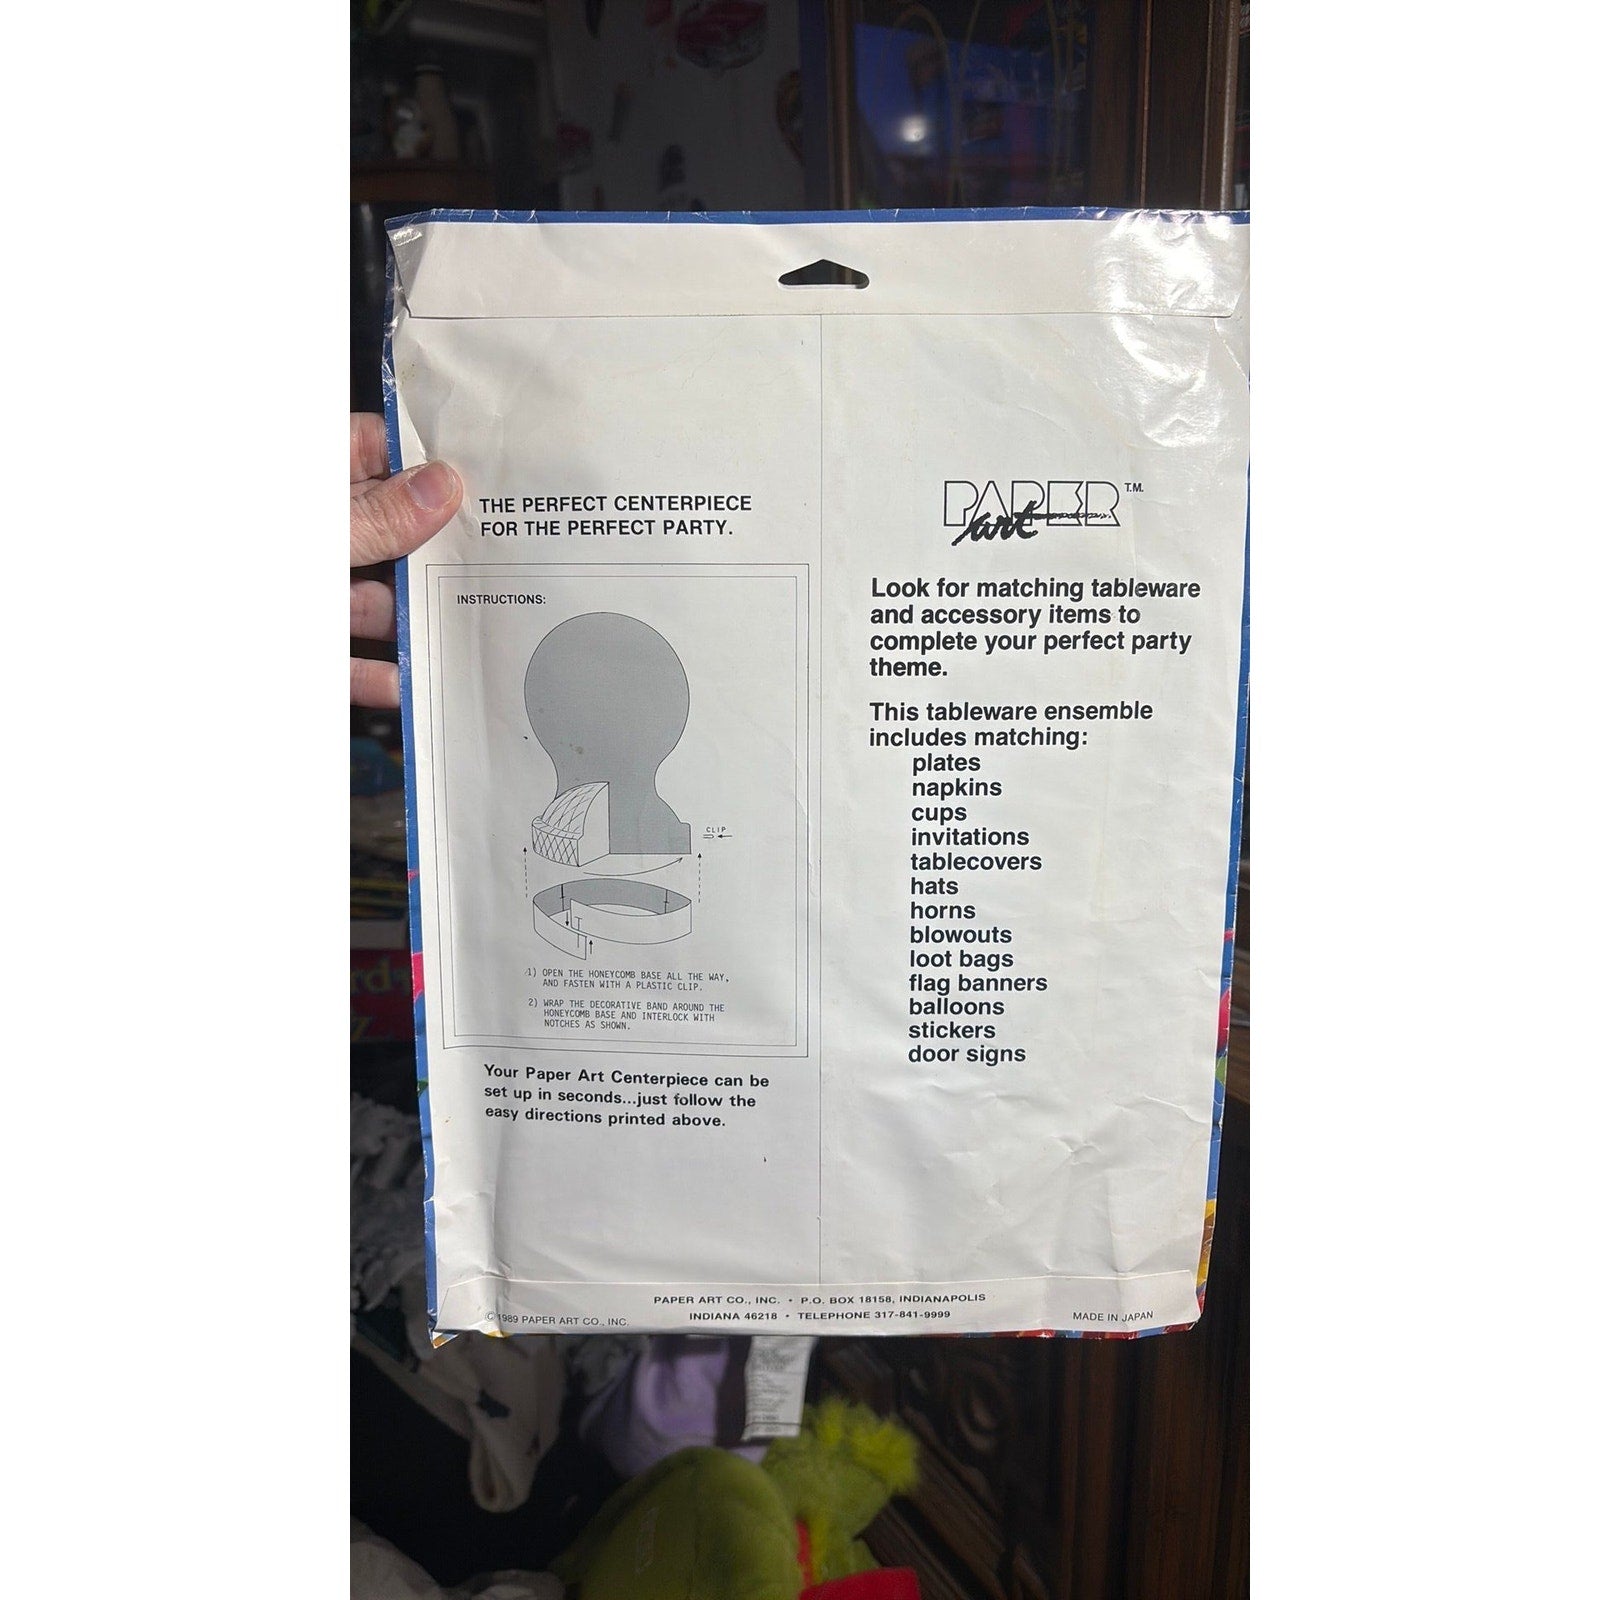 THE PERFECT CENTERPIECE
FOR THE PERFECT PARTY.
INSTRUCTIONS:
CLIP
1) OPEN THE HONEYCOMB BASE ALL THE WAY,
AND FASTEN WITH A PLASTIC CLIP.
2) WRAP THE DECORATIVE BAND AROUND THE
HONEYCOMB BASE AND INTERLOCK WITH
NOTCHES AS SHOWN.
Your Paper Art Centerpiece can be
set up in seconds...just follow the
easy directions printed above.
PAPER T.M.
art
Look for matching tableware
and accessory items to
complete your perfect party
theme.
This tableware ensemble
includes matching:
plates
napkins
cups
invitations
tablecovers
hats
horns
blowouts
loot bags
flag banners
balloons
stickers
door signs
PAPER ART CO., INC. • P.O. BOX 18158, INDIANAPOLIS
INDIANA 46218 • TELEPHONE 317-841-9999
©1989 PAPER ART CO., INC.
MADE IN JAPAN